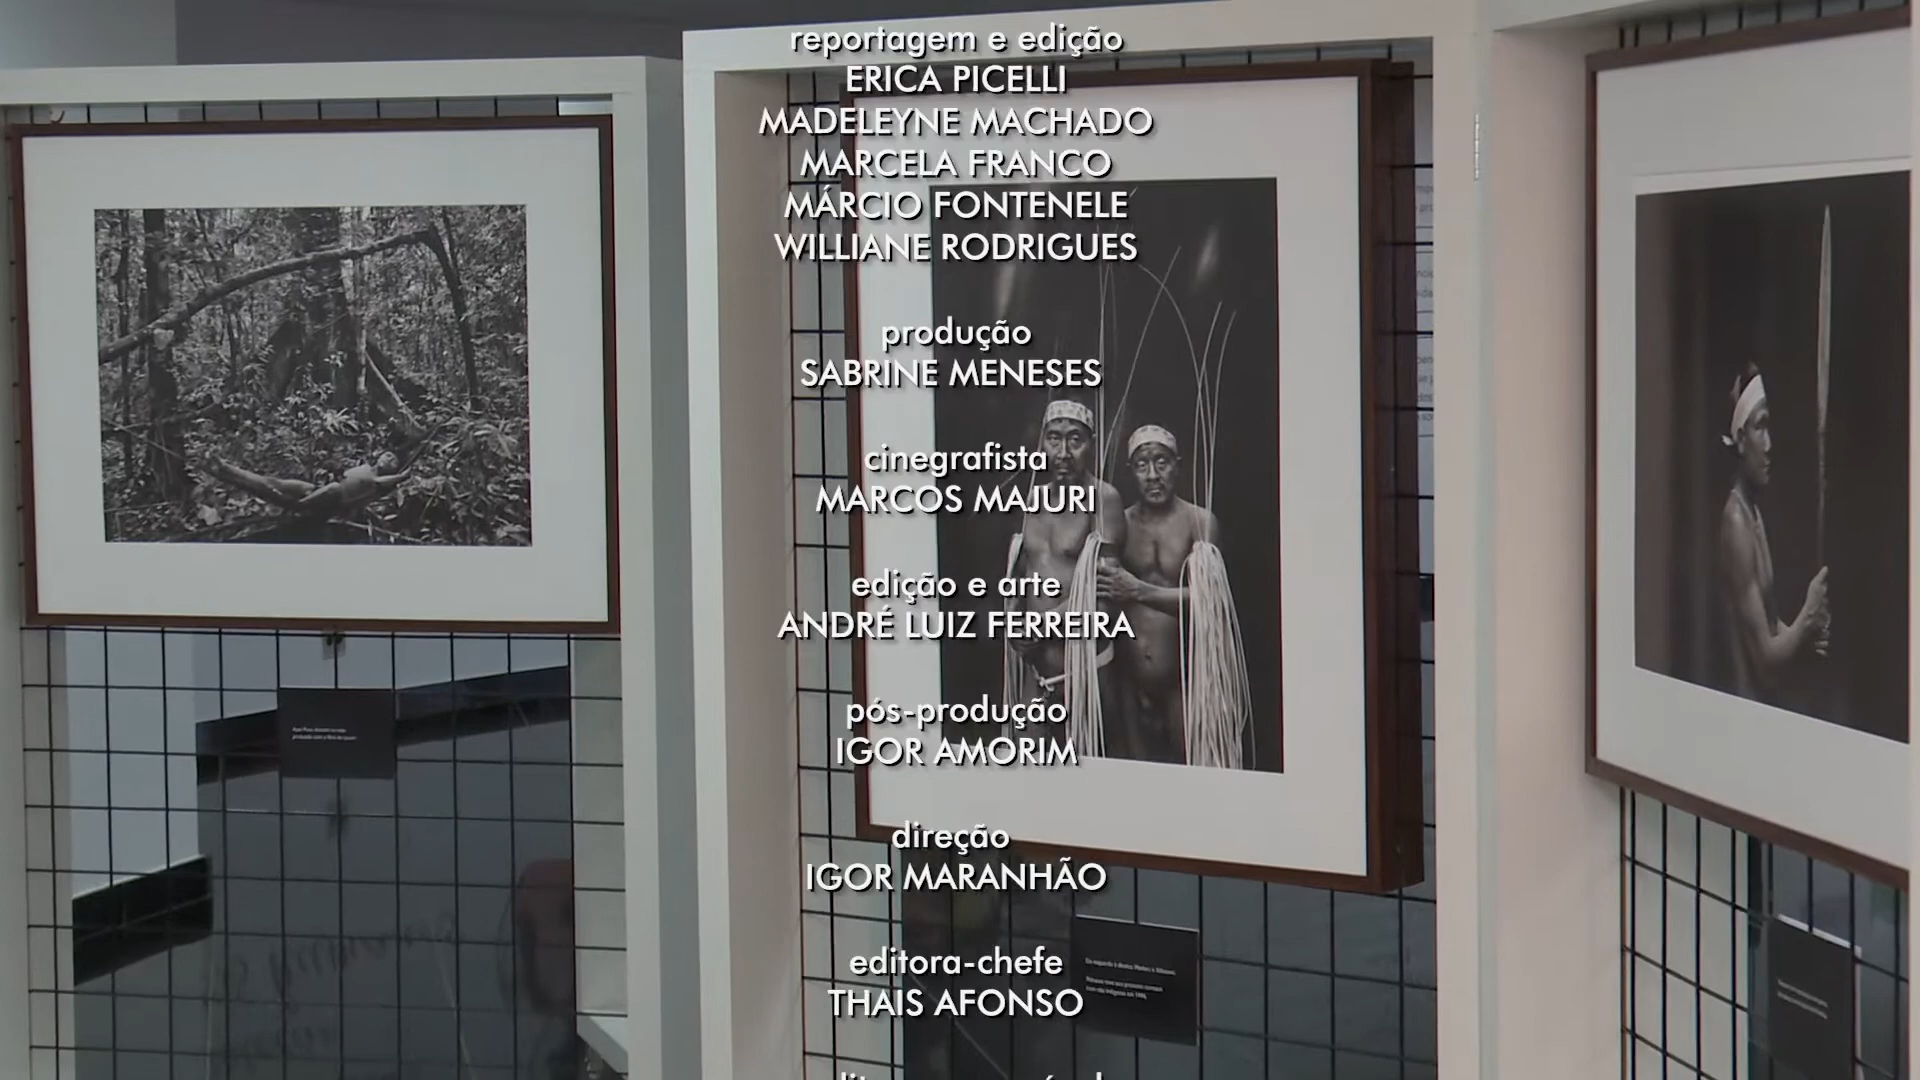 reportagem e edição
ERICA PICELLI
MADELEYNE MACHADO
MARCELA FRANCO
MÁRCIO FONTENELE
WILLIANE RODRIGUES
produção
SABRINE MENESES
cinegrafista
MARCOS MAJURI
edição e arte
ANDRÉ LUIZ FERREIRA
pós-produção
IGOR AMORIM
direção
IGOR MARANHÃO
editora-chefe
THAIS AFONSO